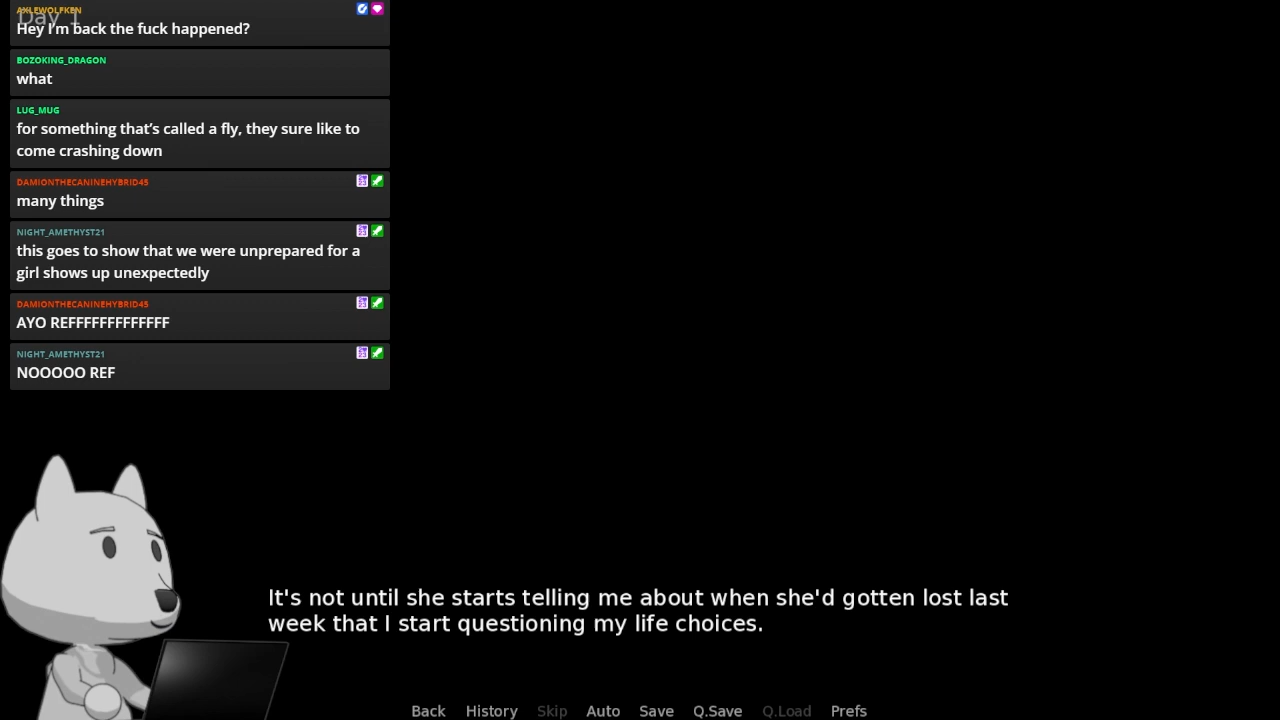 Day 1
AXLEWOLFKEN
Hey I'm back the fuck happened?
BOZOKING_DRAGON
what
LUG_MUG
for something that's called a fly, they sure like to
come crashing down
DAMIONTHECANINEHYBRID45
many things
NIGHT_AMETHYST21
this goes to show that we were unprepared for a
girl shows up unexpectedly
DAMIONTHECANINEHYBRID45
AYO REFFFFFFFFFFFFF
NIGHT_AMETHYST21
NOOOOO REF
It's not until she starts telling me about when she'd gotten lost last
week that I start questioning my life choices.
Back History Skip Auto Save Q.Save Q.Load Prefs